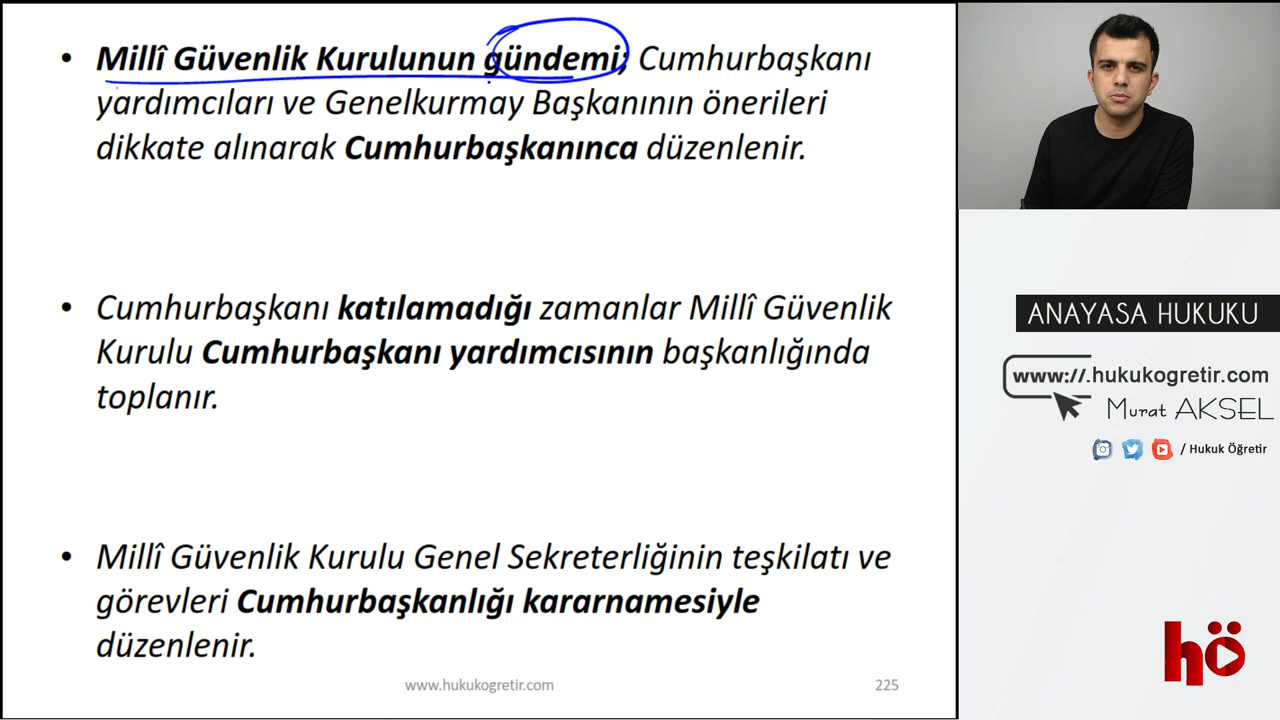 • Millî Güvenlik Kurulunun gündemi; Cumhurbaşkanı
yardımcıları ve Genelkurmay Başkanının önerileri
dikkate alınarak Cumhurbaşkanınca düzenlenir.
• Cumhurbaşkanı katılamadığı zamanlar Millî Güvenlik
Kurulu Cumhurbaşkanı yardımcısının başkanlığında
toplanır.
• Millî Güvenlik Kurulu Genel Sekreterliğinin teşkilatı ve
görevleri Cumhurbaşkanlığı kararnamesiyle
düzenlenir.
www.hukukogretir.com
225
ANAYASA HUKUKU
www://.hukukogretir.com
Murat AKSEL
/ Hukuk Öğretir
hö